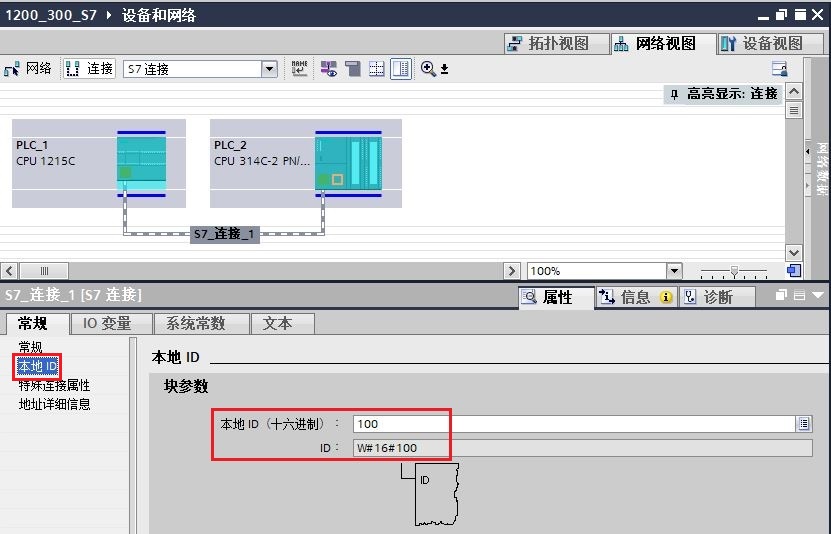 1200_300_S7 ▸ 设备和网络
拓扑视图 网络视图 设备视图
网络 连接 S7 连接
高亮显示: 连接
PLC_1
CPU 1215C
PLC_2
CPU 314C-2 PN/...
S7_连接_1
网络数据
100%
S7_连接_1 [S7 连接]
属性 信息 诊断
常规 IO 变量 系统常数 文本
常规
本地 ID
特殊连接属性
地址详细信息
本地 ID
块参数
本地 ID（十六进制）： 100
ID： W#16#100
ID